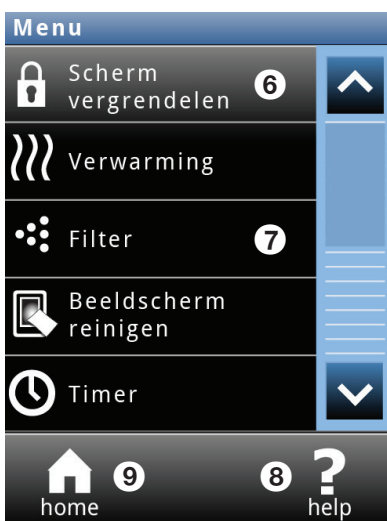 Menu
Scherm
vergrendelen
6
Verwarming
Filter
7
Beeldscherm
reinigen
Timer
9
8
?
home
help